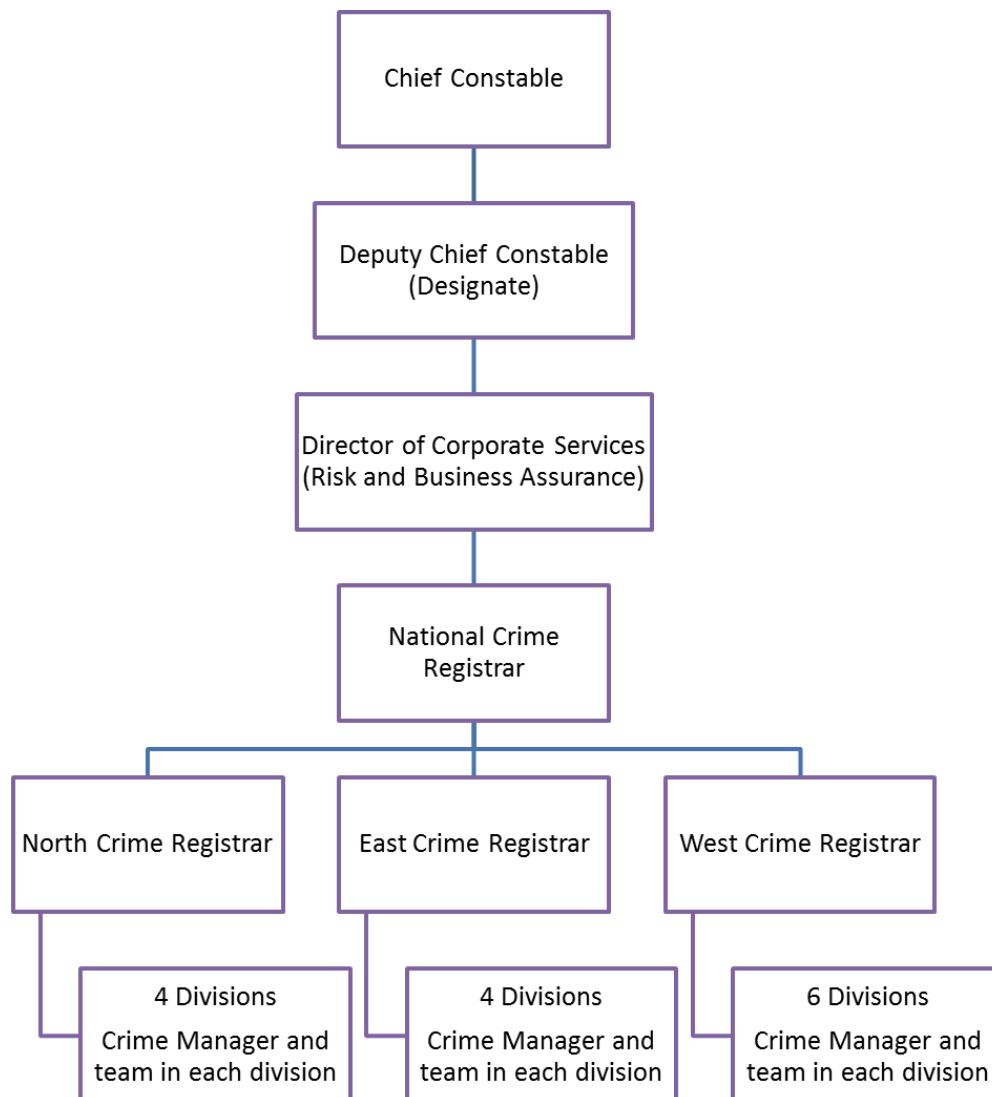 Chief Constable
Deputy Chief Constable
(Designate)
Director of Corporate Services
(Risk and Business Assurance)
National Crime
Registrar
North Crime Registrar
East Crime Registrar
West Crime Registrar
4 Divisions
Crime Manager and
team in each division
4 Divisions
Crime Manager and
team in each division
6 Divisions
Crime Manager and
team in each division